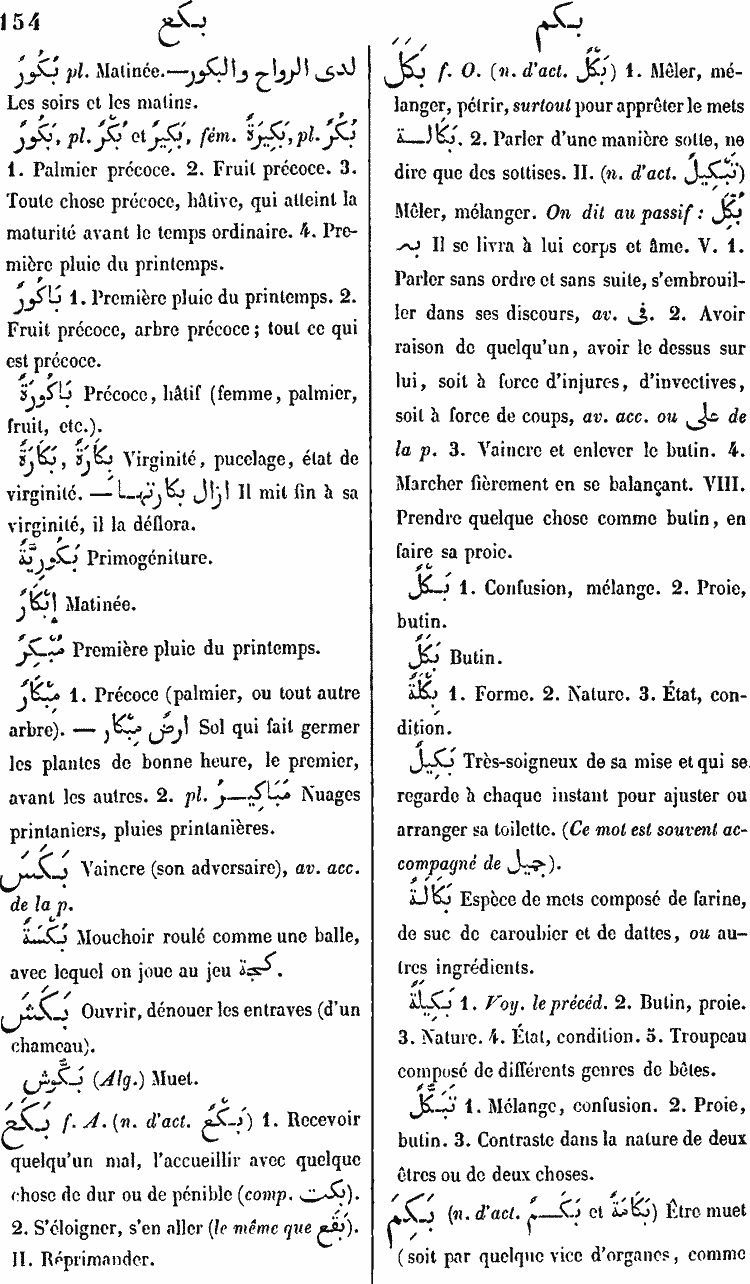 154
بكع
بكم
بُكُورٌ pl. Matinée.—لدى الرواح والبكور
Les soirs et les matins.
بَكُورٌ, pl. بُكُرٌ et بَكِيرٌ, fém. بَكِيرَةٌ, pl. بُكُرٌ
1. Palmier précoce. 2. Fruit précoce. 3.
Toute chose précoce, hâtive, qui atteint la
maturité avant le temps ordinaire. 4. Pre-
mière pluie du printemps.
بَاكُورٌ 1. Première pluie du printemps. 2.
Fruit précoce, arbre précoce; tout ce qui
est précoce.
بَاكُورَةٌ Précoce, hâtif (femme, palmier,
fruit, etc.).
بَكَارَةٌ, بِكَارَةٌ Virginité, pucelage, état de
virginité. — ازال بكارتها Il mit fin à sa
virginité, il la déflora.
بَكُورِيَّةٌ Primogéniture.
إِبْكَارٌ Matinée.
مُبْكِرٌ Première pluie du printemps.
مِبْكَارٌ 1. Précoce (palmier, ou tout autre
arbre). — ارض مبكار Sol qui fait germer
les plantes de bonne heure, le premier,
avant les autres. 2. pl. مَبَاكِيرُ Nuages
printaniers, pluies printanières.
بَكَسَ Vaincre (son adversaire), av. acc.
de la p.
بُكْسَةٌ Mouchoir roulé comme une balle,
avec lequel on joue au jeu كجة.
بَكَشَ Ouvrir, dénouer les entraves (d'un
chameau).
بَكُّوش (Alg.) Muet.
بَكَعَ f. A. (n. d'act. بَكْعٌ) 1. Recevoir
quelqu'un mal, l'accueillir avec quelque
chose de dur ou de pénible (comp. بكت).
2. S'éloigner, s'en aller (le même que بَقَع).
II. Réprimander.
بَكَلَ f. O. (n. d'act. بَكْلٌ) 1. Mêler, mé-
langer, pétrir, surtout pour apprêter le mets
بَكَالة. 2. Parler d'une manière sotte, ne
dire que des sottises. II. (n. d'act. تَبْكِيلٌ)
Mêler, mélanger. On dit au passif: بُكِّلَ
به Il se livra à lui corps et âme. V. 1.
Parler sans ordre et sans suite, s'embrouil-
ler dans ses discours, av. فى. 2. Avoir
raison de quelqu'un, avoir le dessus sur
lui, soit à force d'injures, d'invectives,
soit à force de coups, av. acc. ou على de
la p. 3. Vaincre et enlever le butin. 4.
Marcher fièrement en se balançant. VIII.
Prendre quelque chose comme butin, en
faire sa proie.
بَكْلٌ 1. Confusion, mélange. 2. Proie,
butin.
بَكَلٌ Butin.
بِكْلَةٌ 1. Forme. 2. Nature. 3. État, con-
dition.
بَكِيلٌ Très-soigneux de sa mise et qui se
regarde à chaque instant pour ajuster ou
arranger sa toilette. (Ce mot est souvent ac-
compagné de جميل).
بَكَالَةٌ Espèce de mets composé de farine,
de suc de caroubier et de dattes, ou au-
tres ingrédients.
بَكِيلَةٌ 1. Voy. le précéd. 2. Butin, proie.
3. Nature. 4. État, condition. 5. Troupeau
composé de différents genres de bêtes.
تَبَكُّلٌ 1. Mélange, confusion. 2. Proie,
butin. 3. Contraste dans la nature de deux
êtres ou de deux choses.
بَكِمَ (n. d'act. بَكَمٌ et بَكَامَةٌ) Être muet
(soit par quelque vice d'organes, comme